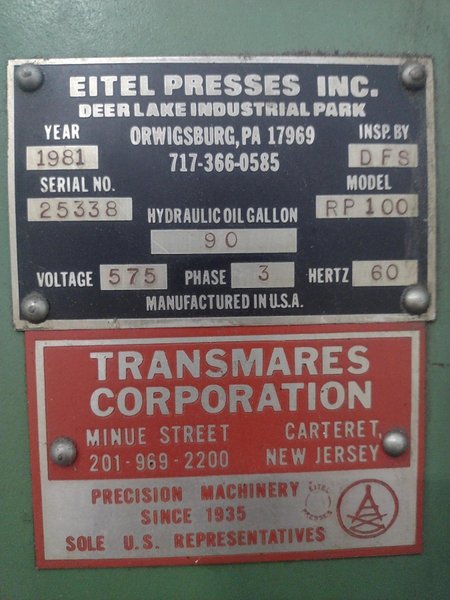 EITEL PRESSES INC.
DEER LAKE INDUSTRIAL PARK
ORWIGSBURG, PA 17969
717-366-0585
YEAR
1981
INSP. BY
DFS
SERIAL NO.
25338
MODEL
RP 100
HYDRAULIC OIL GALLON
90
VOLTAGE 575 PHASE 3 HERTZ 60
MANUFACTURED IN U.S.A.
TRANSMARES
CORPORATION
MINUE STREET CARTERET,
201-969-2200 NEW JERSEY
PRECISION MACHINERY
SINCE 1935
SOLE U.S. REPRESENTATIVES
EITEL
PRESSES